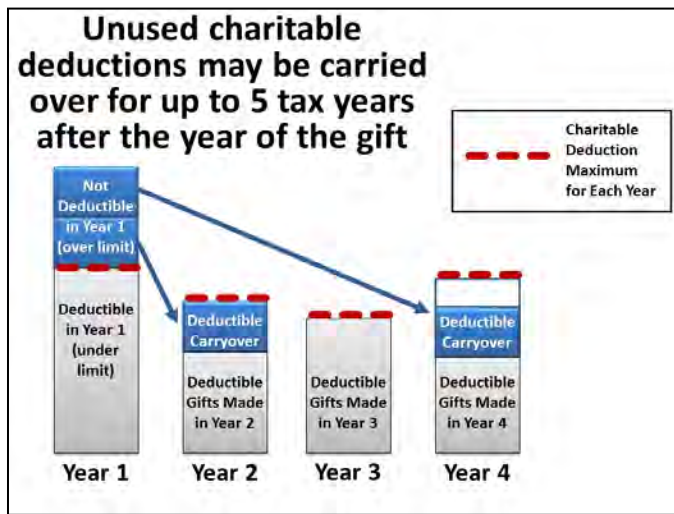 Unused charitable
deductions may be carried
over for up to 5 tax years
after the year of the gift
Charitable
Deduction
Maximum
for Each Year
Not
Deductible
in Year 1
(over limit)
Deductible
in Year 1
(under
limit)
Deductible
Carryover
Deductible
Gifts Made
in Year 2
Deductible
Gifts Made
in Year 3
Deductible
Carryover
Deductible
Gifts Made
in Year 4
Year 1
Year 2
Year 3
Year 4